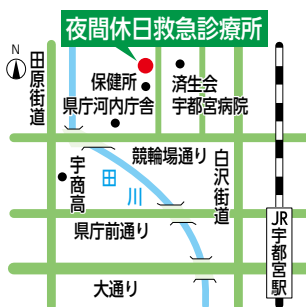 夜間休日救急診療所
N
田原街道
保健所
県庁河内庁舎
済生会
宇都宮病院
競輪場通り
宇商高
田川
白沢街道
県庁前通り
JR宇都宮駅
大通り